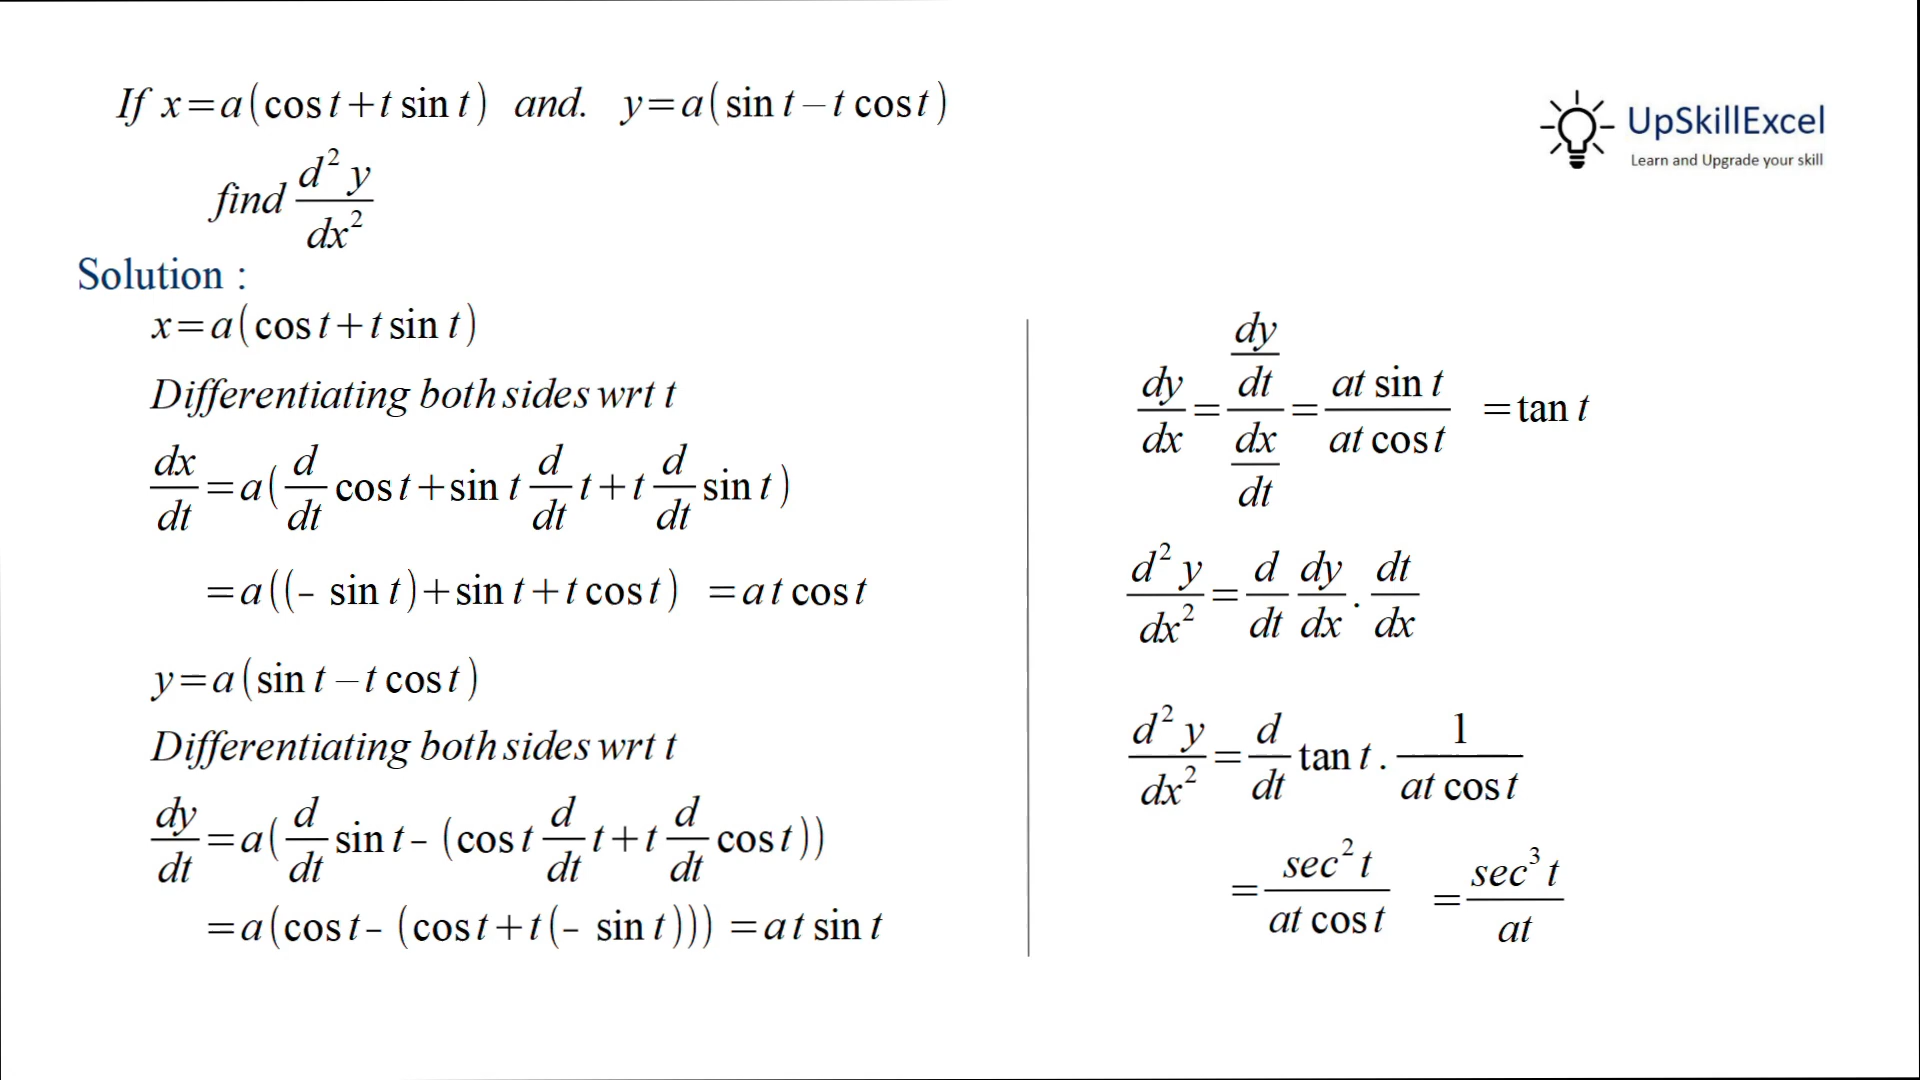 If x=a(cos t+t sin t) and. y=a(sin t–t cos t)
find d²y/dx²
UpSkillExcel
Learn and Upgrade your skill
Solution :
x=a(cos t+t sin t)
Differentiating both sides wrt t
dx/dt=a(d/dt cos t+sin t d/dt t+t d/dt sin t)
=a((- sin t)+sin t+t cos t) =a t cos t
y=a(sin t–t cos t)
Differentiating both sides wrt t
dy/dt=a(d/dt sin t- (cos t d/dt t+t d/dt cos t))
=a(cos t- (cos t+t(- sin t))) =a t sin t
dy/dx=(dy/dt)/(dx/dt)=(at sin t)/(at cos t) =tan t
d²y/dx²=d/dt dy/dx . dt/dx
d²y/dx²=d/dt tan t . 1/(at cos t)
=(sec² t)/(at cos t) =(sec³ t)/(at)